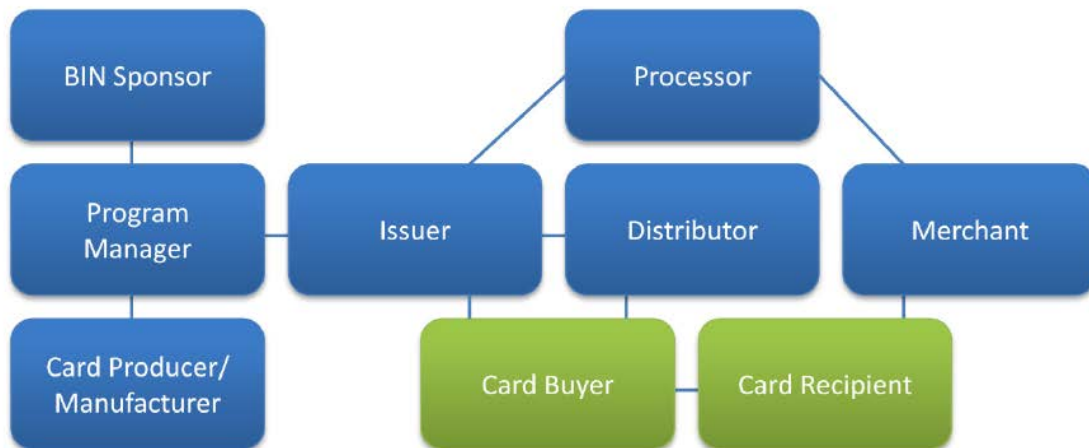 BIN Sponsor
Processor
Program
Manager
Issuer
Distributor
Merchant
Card Producer/
Manufacturer
Card Buyer
Card Recipient